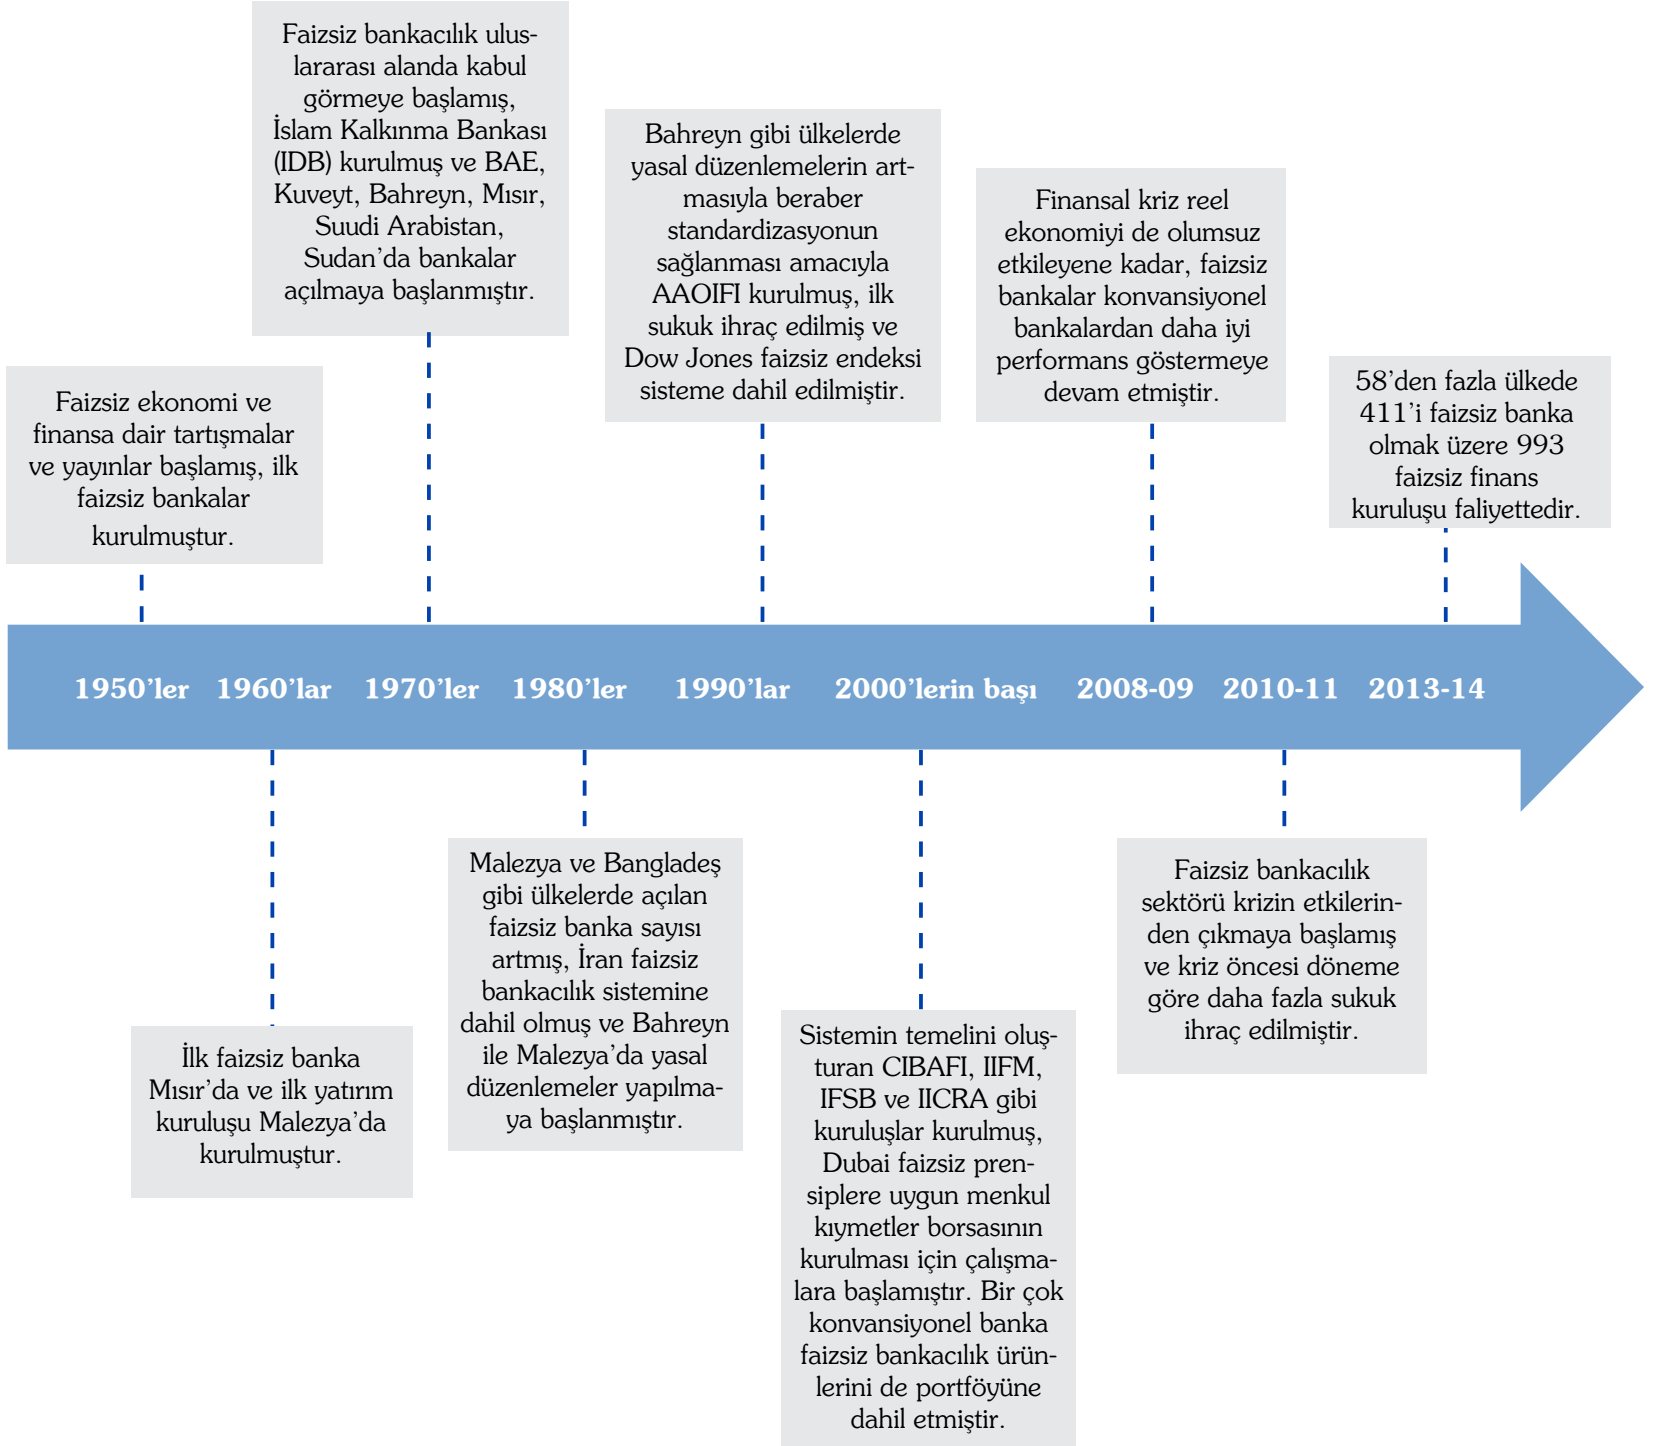 Faizsiz bankacılık ulus-
lararası alanda kabul
görmeye başlamış,
İslam Kalkınma Bankası
(IDB) kurulmuş ve BAE,
Kuveyt, Bahreyn, Mısır,
Suudi Arabistan,
Sudan’da bankalar
açılmaya başlanmıştır.
Bahreyn gibi ülkelerde
yasal düzenlemelerin art-
masıyla beraber
standardizasyonun
sağlanması amacıyla
AAOIFI kurulmuş, ilk
sukuk ihraç edilmiş ve
Dow Jones faizsiz endeksi
sisteme dahil edilmiştir.
Finansal kriz reel
ekonomiyi de olumsuz
etkileyene kadar, faizsiz
bankalar konvansiyonel
bankalardan daha iyi
performans göstermeye
devam etmiştir.
58’den fazla ülkede
411’i faizsiz banka
olmak üzere 993
faizsiz finans
kuruluşu faliyettedir.
Faizsiz ekonomi ve
finansa dair tartışmalar
ve yayınlar başlamış, ilk
faizsiz bankalar
kurulmuştur.
1950’ler 1960’lar 1970’ler 1980’ler 1990’lar 2000’lerin başı 2008-09 2010-11 2013-14
İlk faizsiz banka
Mısır’da ve ilk yatırım
kuruluşu Malezya’da
kurulmuştur.
Malezya ve Bangladeş
gibi ülkelerde açılan
faizsiz banka sayısı
artmış, İran faizsiz
bankacılık sistemine
dahil olmuş ve Bahreyn
ile Malezya’da yasal
düzenlemeler yapılma-
ya başlanmıştır.
Sistemin temelini oluş-
turan CIBAFI, IIFM,
IFSB ve IICRA gibi
kuruluşlar kurulmuş,
Dubai faizsiz pren-
siplere uygun menkul
kıymetler borsasının
kurulması için çalışma-
lara başlamıştır. Bir çok
konvansiyonel banka
faizsiz bankacılık ürün-
lerini de portföyüne
dahil etmiştir.
Faizsiz bankacılık
sektörü krizin etkilerin-
den çıkmaya başlamış
ve kriz öncesi döneme
göre daha fazla sukuk
ihraç edilmiştir.